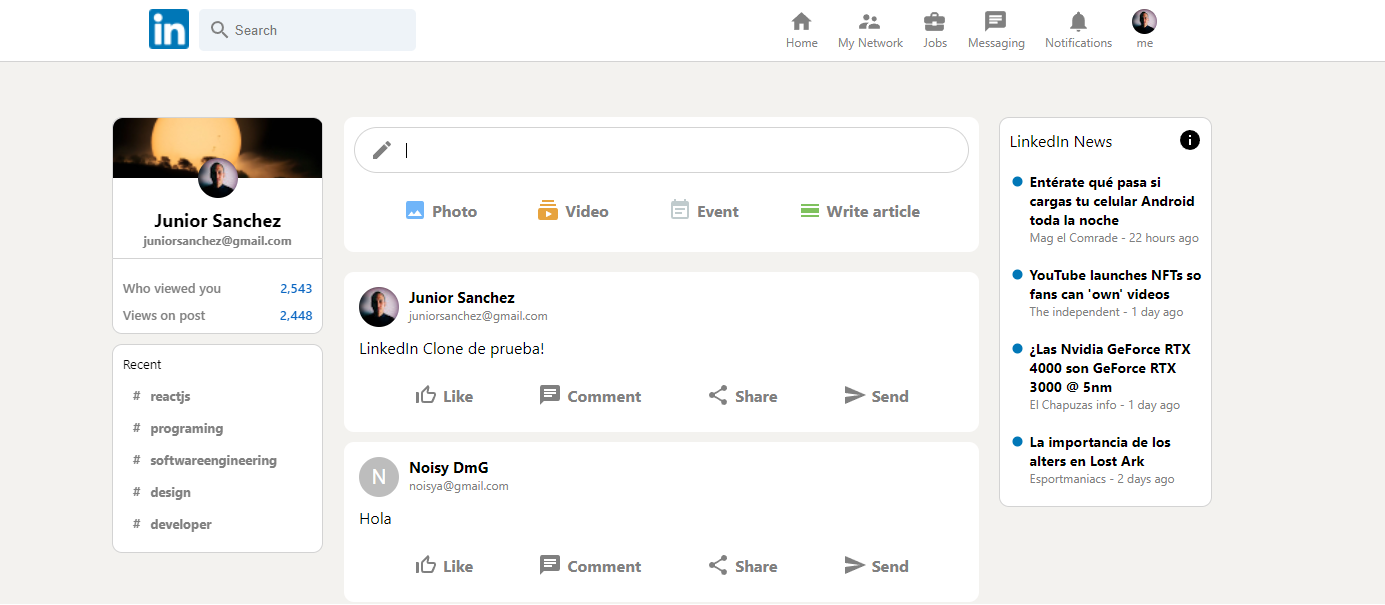 in
Search
Home
My Network
Jobs
Messaging
Notifications
me
Junior Sanchez
juniorsanchez@gmail.com
Who viewed you 2,543
Views on post 2,448
Recent
# reactjs
# programing
# softwareengineering
# design
# developer
Photo
Video
Event
Write article
Junior Sanchez
juniorsanchez@gmail.com
LinkedIn Clone de prueba!
Like
Comment
Share
Send
N
Noisy DmG
noisya@gmail.com
Hola
Like
Comment
Share
Send
LinkedIn News
Entérate qué pasa si
cargas tu celular Android
toda la noche
Mag el Comrade - 22 hours ago
YouTube launches NFTs so
fans can 'own' videos
The independent - 1 day ago
¿Las Nvidia GeForce RTX
4000 son GeForce RTX
3000 @ 5nm
El Chapuzas info - 1 day ago
La importancia de los
alters en Lost Ark
Esportmaniacs - 2 days ago